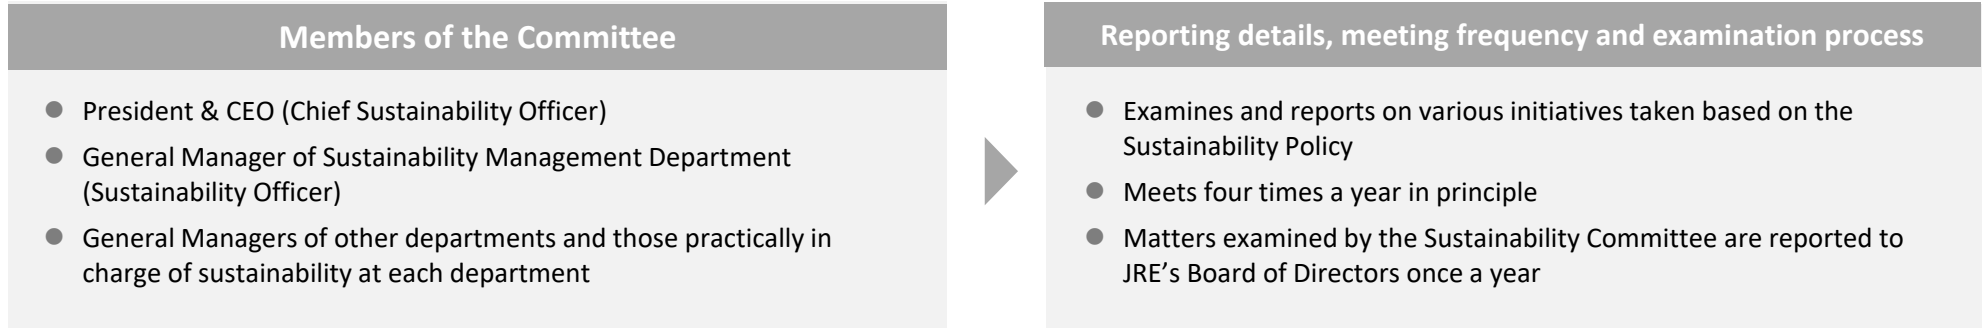 Members of the Committee
● President & CEO (Chief Sustainability Officer)
● General Manager of Sustainability Management Department
(Sustainability Officer)
● General Managers of other departments and those practically in
charge of sustainability at each department
Reporting details, meeting frequency and examination process
● Examines and reports on various initiatives taken based on the
Sustainability Policy
● Meets four times a year in principle
● Matters examined by the Sustainability Committee are reported to
JRE’s Board of Directors once a year